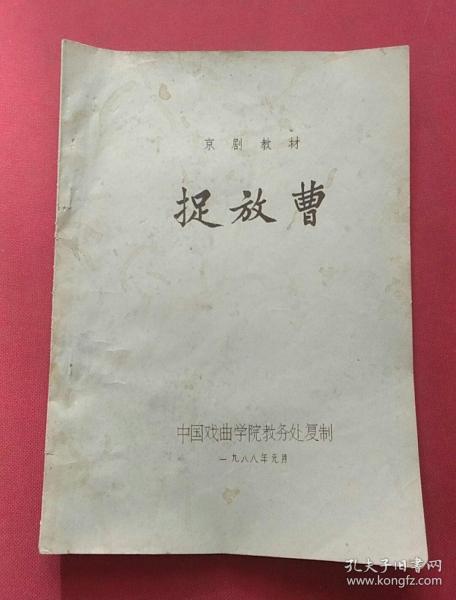 京剧教材
捉放曹
中国戏曲学院教务处复制
一九八八年元月
孔夫子旧书网
www.kongfz.com